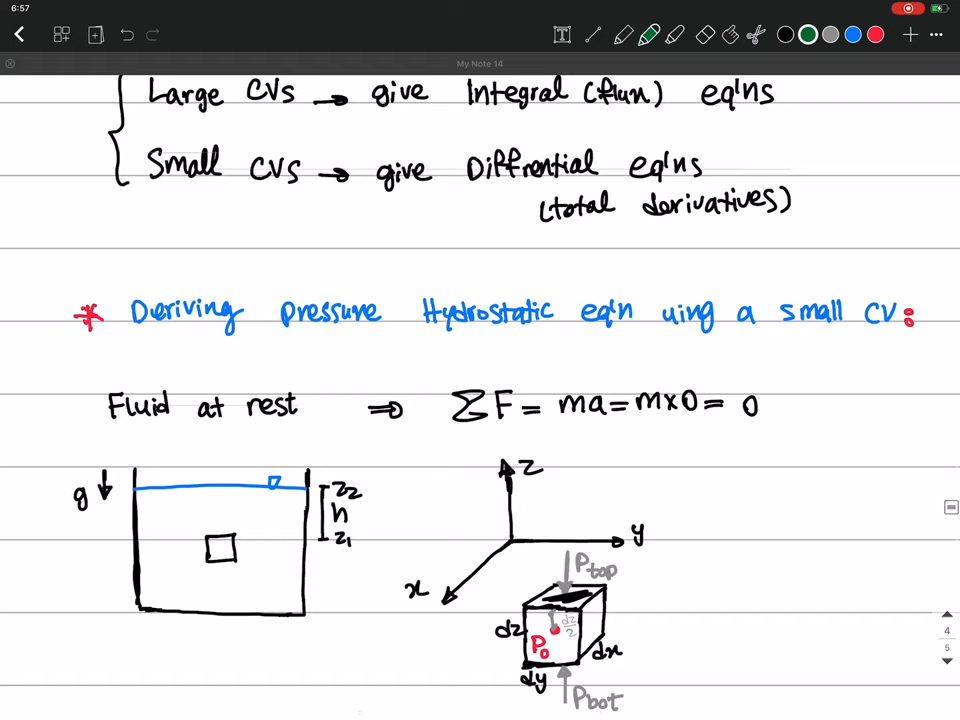 6:57
My Note 14
Large CVs → give Integral (flux) eq'ns
Small CVs → give Diffrential eq'ns
(total derivatives)
* Deriving pressure Hydrostatic eq'n uing a small CV:
Fluid at rest ⇒ ΣF = ma = m×0 = 0
g
z2
h
z1
z
y
x
Ptop
dz
dz/2
P0
dx
dy
Pbot
4
5